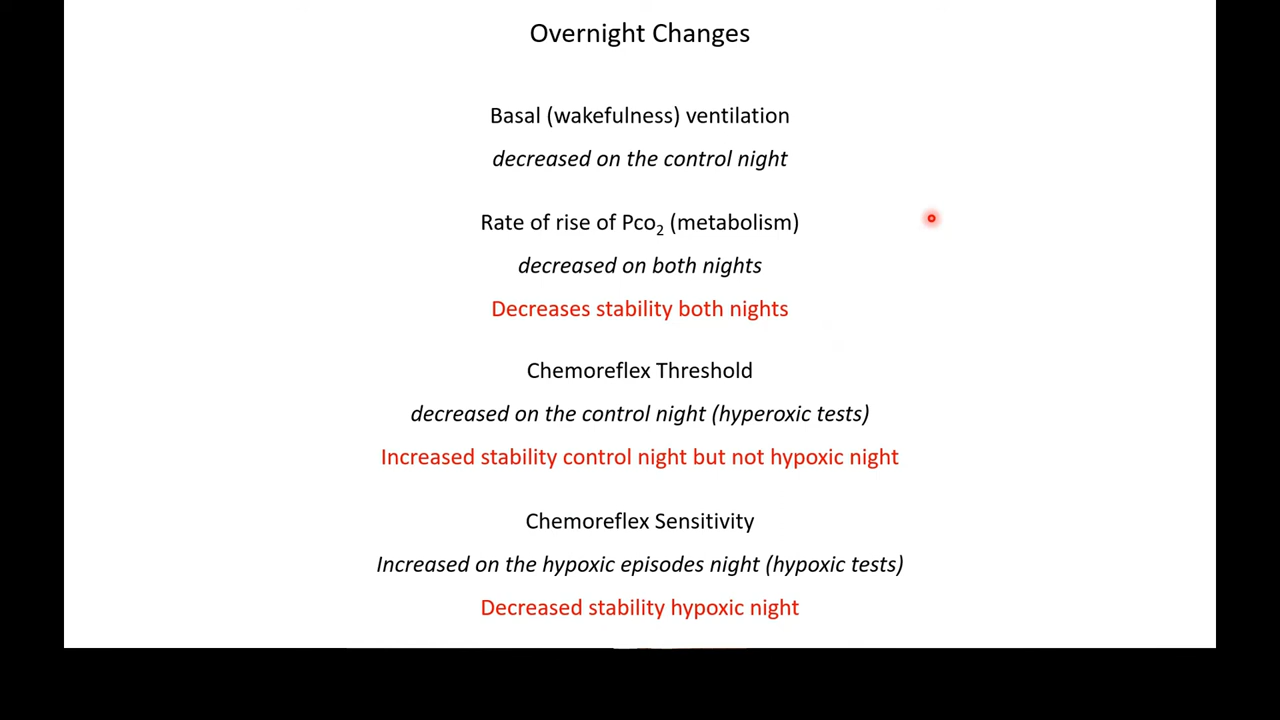 Overnight Changes
Basal (wakefulness) ventilation
decreased on the control night
Rate of rise of Pco₂ (metabolism)
decreased on both nights
Decreases stability both nights
Chemoreflex Threshold
decreased on the control night (hyperoxic tests)
Increased stability control night but not hypoxic night
Chemoreflex Sensitivity
Increased on the hypoxic episodes night (hypoxic tests)
Decreased stability hypoxic night